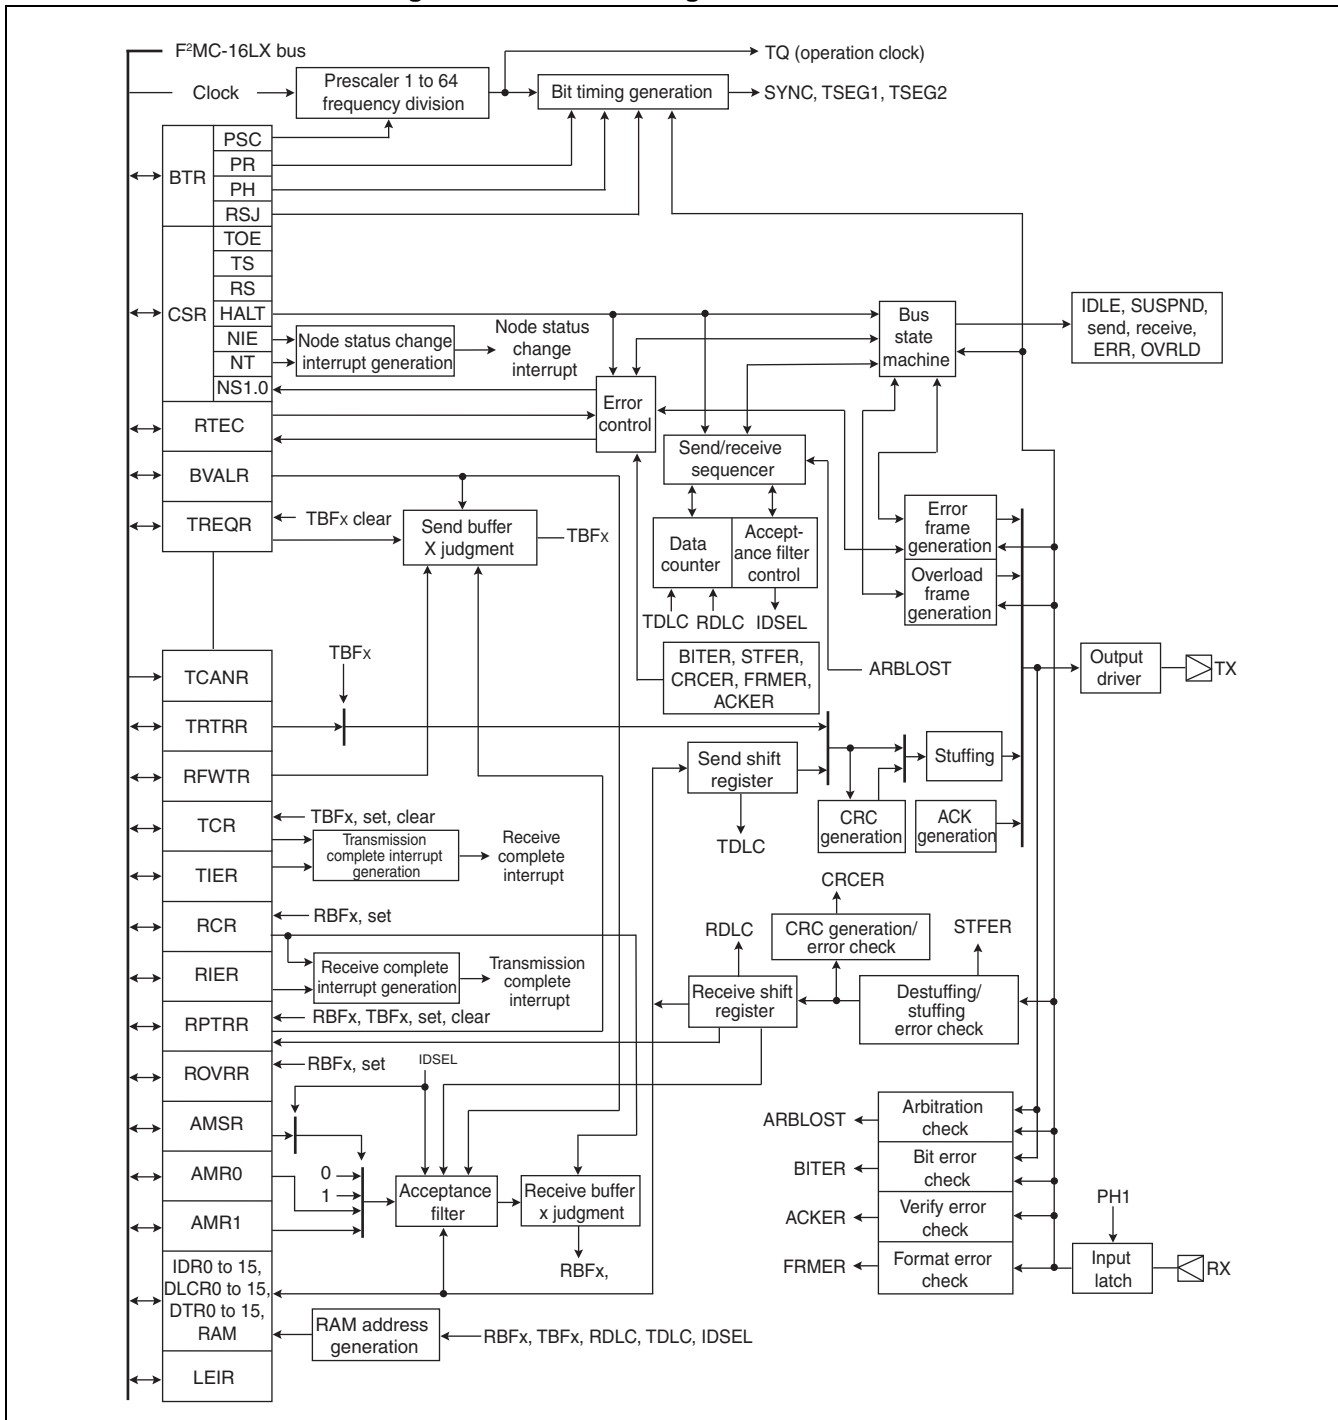 F²MC-16LX bus
TQ (operation clock)
Clock
Prescaler 1 to 64
frequency division
Bit timing generation
SYNC, TSEG1, TSEG2
BTR
PSC
PR
PH
RSJ
CSR
TOE
TS
RS
HALT
NIE
NT
NS1.0
Node status change
interrupt generation
Node status
change
interrupt
Bus
state
machine
IDLE, SUSPND,
send, receive,
ERR, OVRLD
RTEC
Error
control
BVALR
Send/receive
sequencer
TREQR
TBFx clear
Send buffer
X judgment
TBFx
Data
counter
Accept-
ance filter
control
Error
frame
generation
Overload
frame
generation
TDLC
RDLC
IDSEL
BITER, STFER,
CRCER, FRMER,
ACKER
ARBLOST
Output
driver
TX
TCANR
TBFx
TRTRR
RFWTR
Send shift
register
Stuffing
TCR
TBFx, set, clear
Transmission
complete interrupt
generation
Receive
complete
interrupt
TDLC
CRC
generation
ACK
generation
TIER
CRCER
RCR
RBFx, set
RDLC
CRC generation/
error check
STFER
RIER
Receive complete
interrupt generation
Transmission
complete
interrupt
Receive shift
register
Destuffing/
stuffing
error check
RPTRR
RBFx, TBFx, set, clear
ROVRR
RBFx, set
IDSEL
AMSR
ARBLOST
Arbitration
check
AMR0
0
1
Acceptance
filter
Receive buffer
x judgment
BITER
Bit error
check
AMR1
ACKER
Verify error
check
PH1
RBFx,
FRMER
Format error
check
Input
latch
RX
IDR0 to 15,
DLCR0 to 15,
DTR0 to 15,
RAM
RAM address
generation
RBFx, TBFx, RDLC, TDLC, IDSEL
LEIR